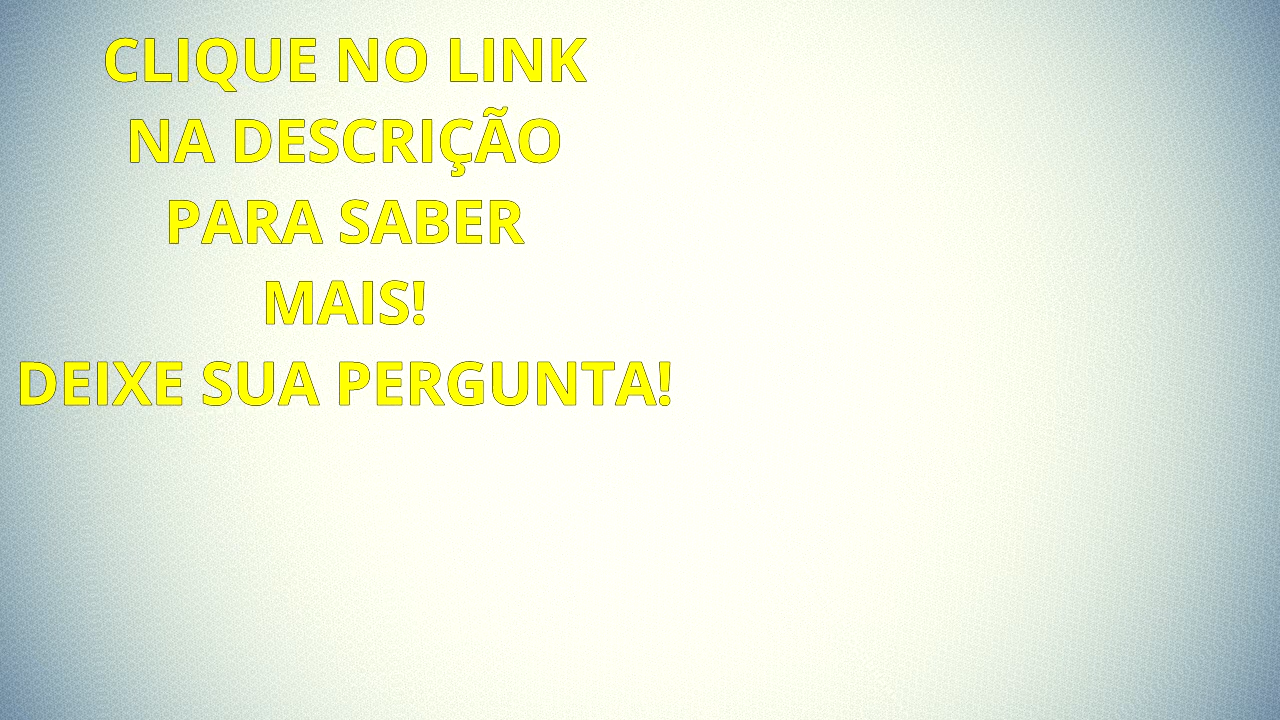 CLIQUE NO LINK
NA DESCRIÇÃO
PARA SABER
MAIS!
DEIXE SUA PERGUNTA!